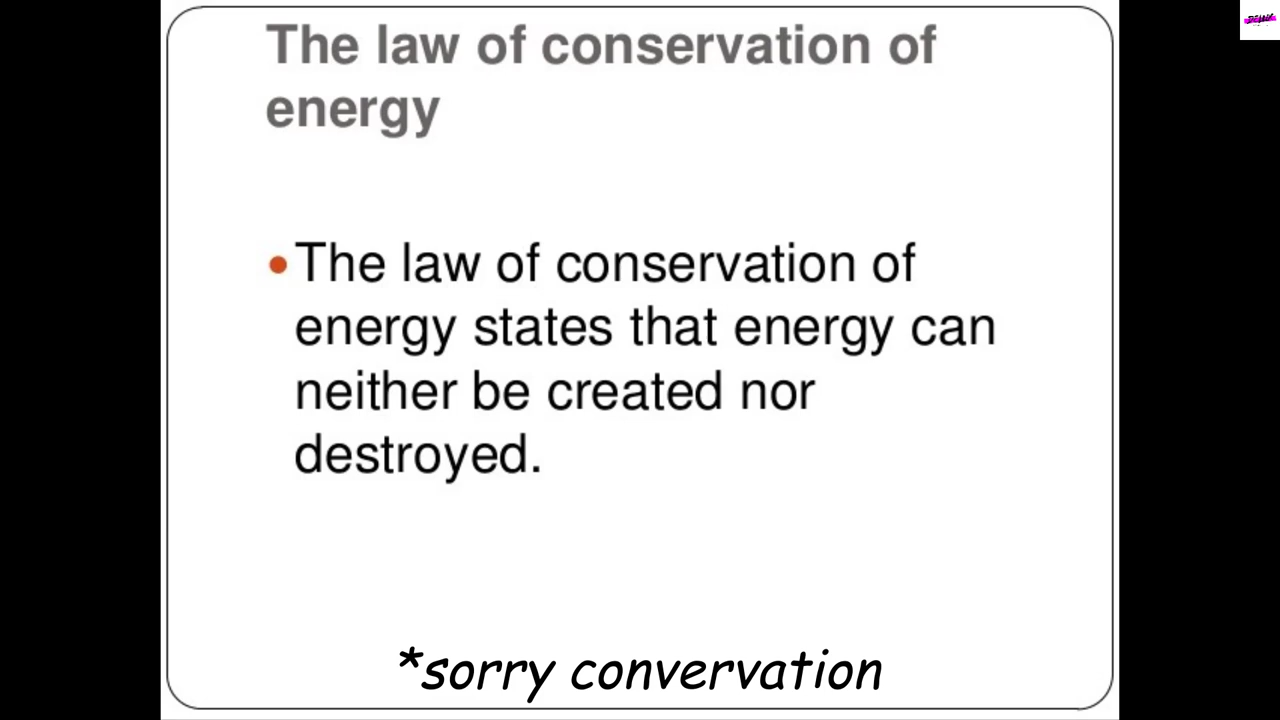 The law of conservation of
energy
•The law of conservation of
energy states that energy can
neither be created nor
destroyed.
*sorry convervation